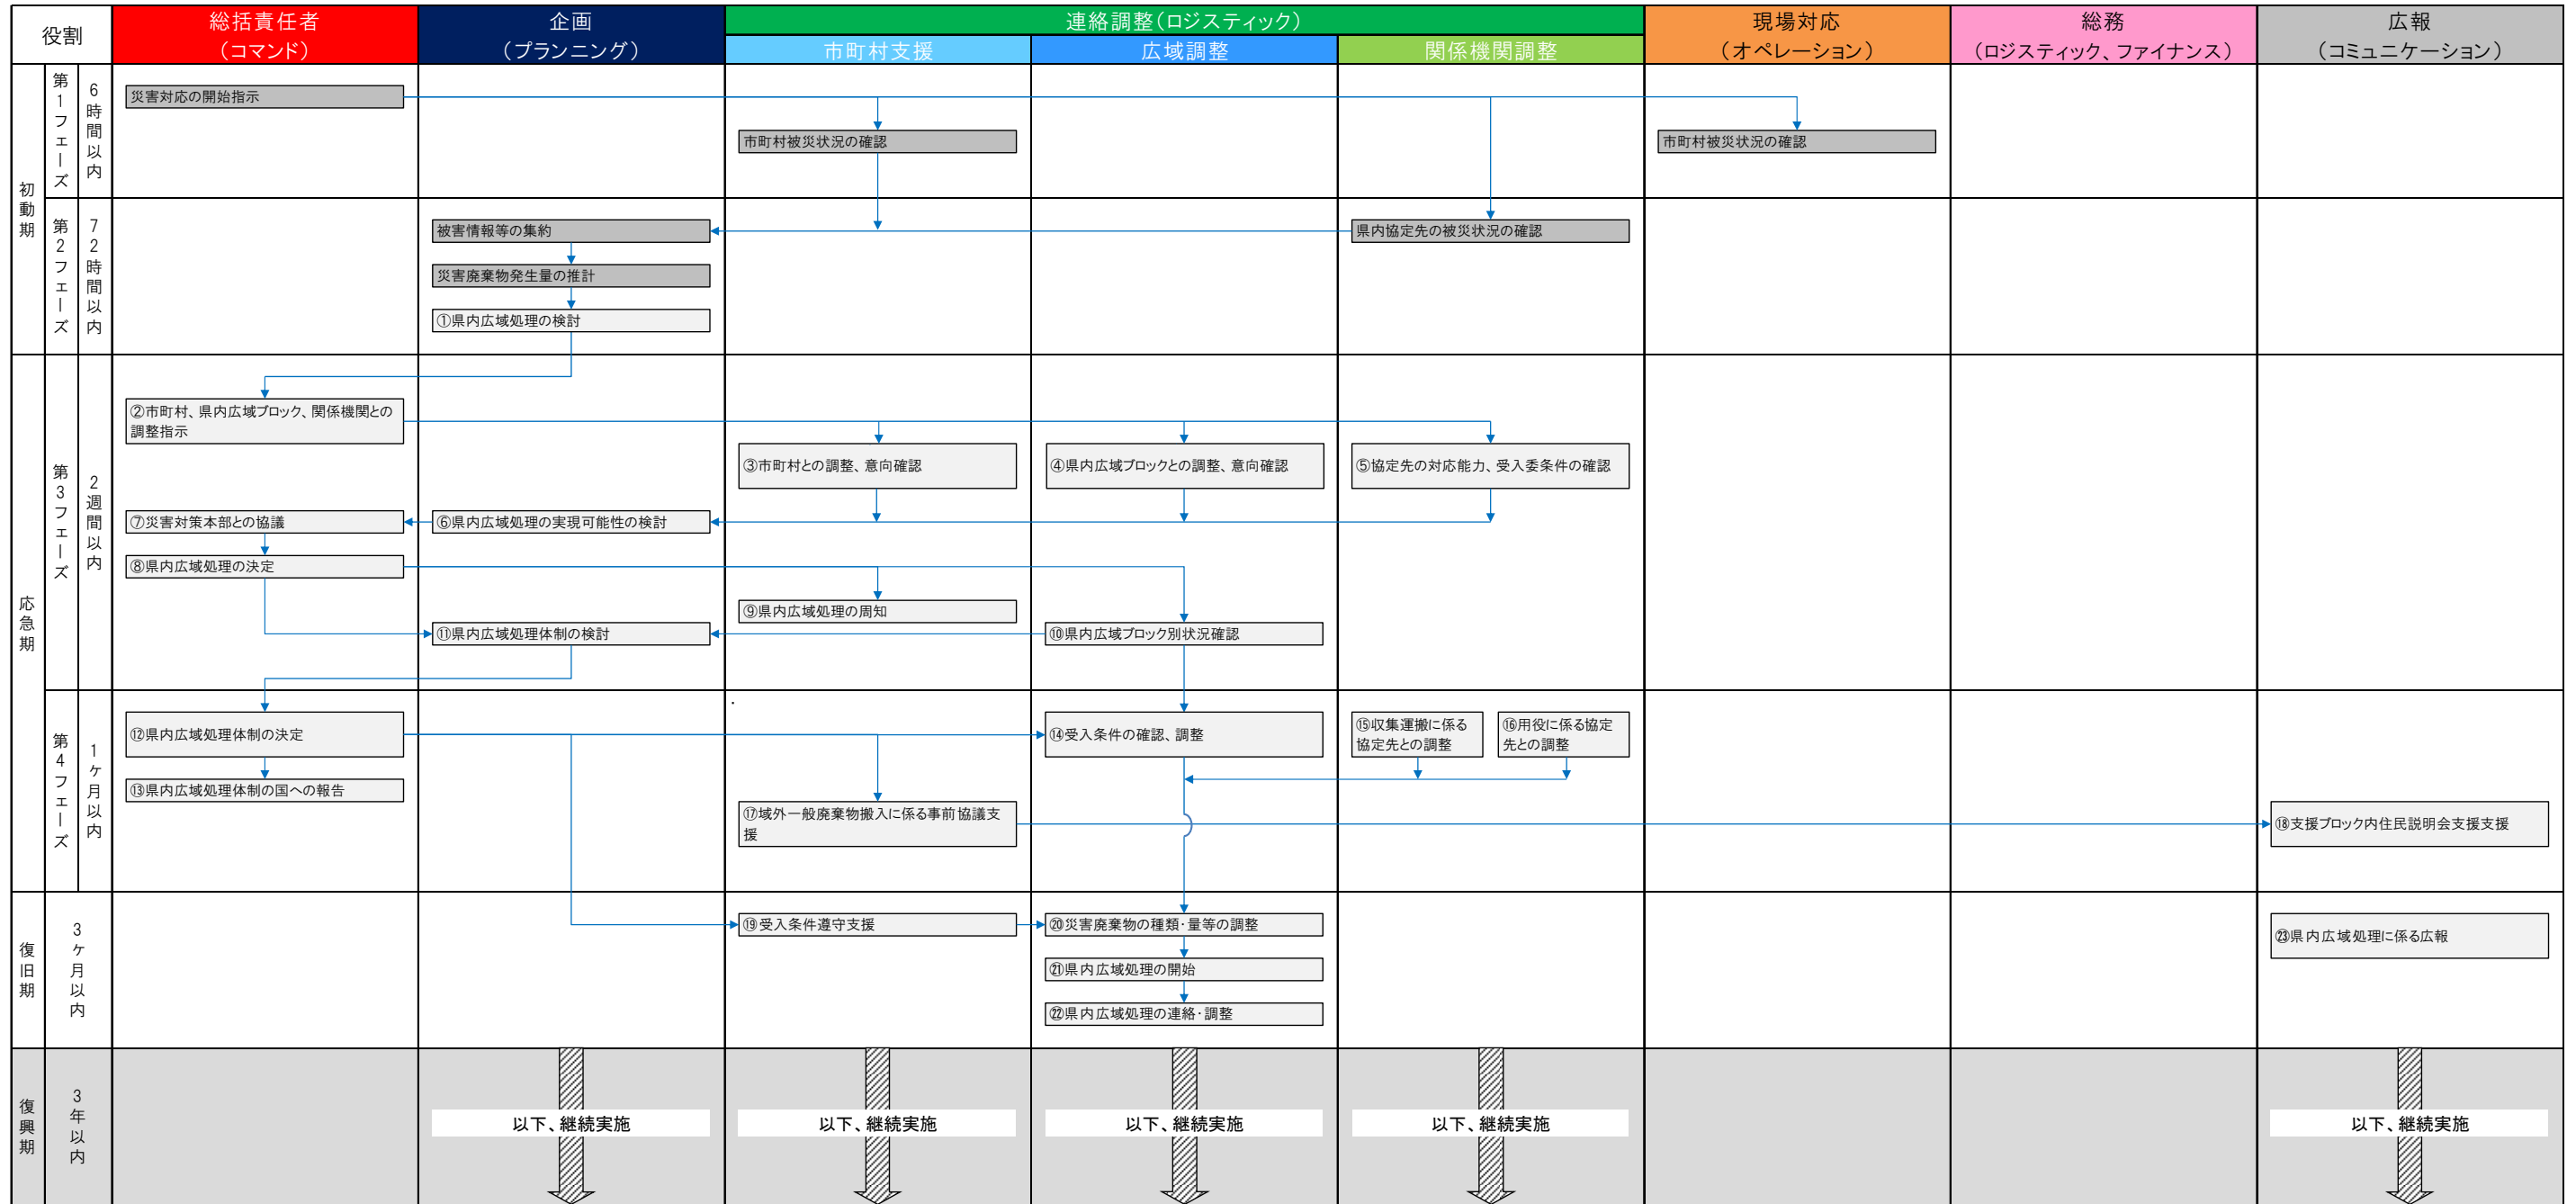 役割
総括責任者
（コマンド）
企画
（プランニング）
連絡調整（ロジスティック）
市町村支援
広域調整
関係機関調整
現場対応
（オペレーション）
総務
（ロジスティック、ファイナンス）
広報
（コミュニケーション）
初動期
第1フェーズ
6時間以内
災害対応の開始指示
市町村被災状況の確認
市町村被災状況の確認
第2フェーズ
72時間以内
被害情報等の集約
県内協定先の被災状況の確認
災害廃棄物発生量の推計
①県内広域処理の検討
応急期
第3フェーズ
2週間以内
②市町村、県内広域ブロック、関係機関との
調整指示
③市町村との調整、意向確認
④県内広域ブロックとの調整、意向確認
⑤協定先の対応能力、受入委条件の確認
⑦災害対策本部との協議
⑥県内広域処理の実現可能性の検討
⑧県内広域処理の決定
⑨県内広域処理の周知
⑪県内広域処理体制の検討
⑩県内広域ブロック別状況確認
第4フェーズ
1ヶ月以内
⑫県内広域処理体制の決定
⑭受入条件の確認、調整
⑮収集運搬に係る
協定先との調整
⑯用役に係る協定
先との調整
⑬県内広域処理体制の国への報告
⑰域外一般廃棄物搬入に係る事前協議支
援
⑱支援ブロック内住民説明会支援支援
復旧期
3ヶ月以内
⑲受入条件遵守支援
⑳災害廃棄物の種類・量等の調整
㉓県内広域処理に係る広報
㉑県内広域処理の開始
㉒県内広域処理の連絡・調整
復興期
3年以内
以下、継続実施
以下、継続実施
以下、継続実施
以下、継続実施
以下、継続実施